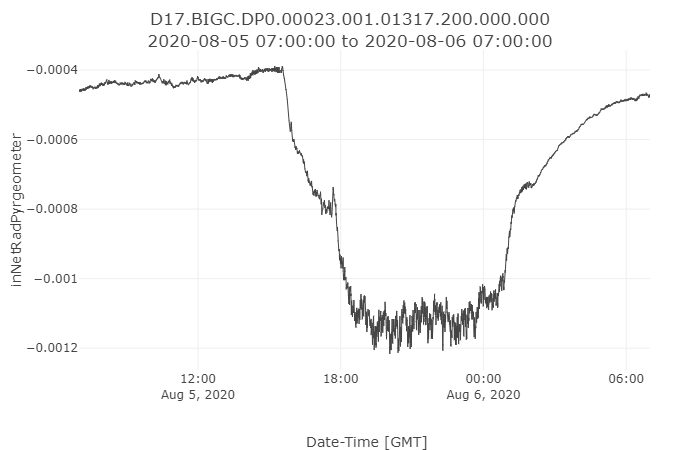 D17.BIGC.DP0.00023.001.01317.200.000.000
2020-08-05 07:00:00 to 2020-08-06 07:00:00
inNetRadPyrgeometer
−0.0004
−0.0006
−0.0008
−0.001
−0.0012
12:00 18:00 00:00 06:00
Aug 5, 2020 Aug 6, 2020
Date-Time [GMT]